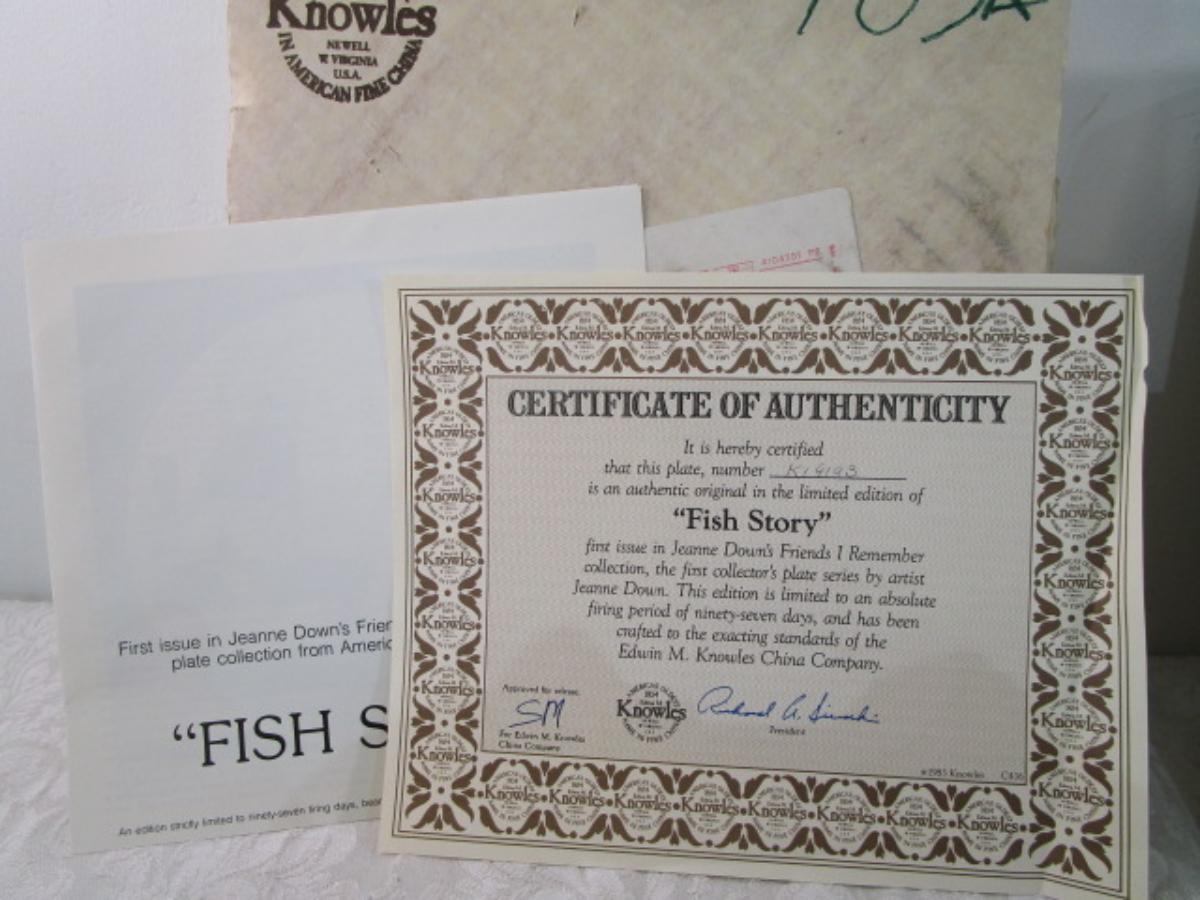 Knowles
NEWELL
W VIRGINIA
U.S.A.
IN AMERICAN FINE CHINA
First issue in Jeanne Down's
plate collection from
"FISH
An edition strictly limited to ninety-seven firing days,
CERTIFICATE OF AUTHENTICITY
It is hereby certified
that this plate, number
is an authentic original in the limited edition of
"Fish Story"
first issue in Jeanne Down's Friends I Remember
collection, the first collector's plate series by artist
Jeanne Down. This edition is limited to an absolute
firing period of ninety-seven days, and has been
crafted to the exacting standards of the
Edwin M. Knowles China Company.
Approved for release.
SM
For Edwin M. Knowles
China Company
Knowles
President
©1985 Knowles